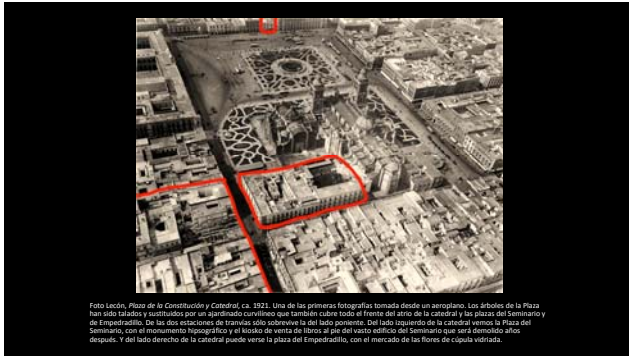 Foto Lecón, Plaza de la Constitución y Catedral, ca. 1921. Una de las primeras fotografías tomada desde un aeroplano. Los árboles de la Plaza
han sido talados y sustituidos por un ajardinado curvilíneo que también cubre todo el frente del atrio de la catedral y las plazas del Seminario y
de Empedradillo. De las dos estaciones de tranvías sólo sobrevive la del lado poniente. Del lado izquierdo de la catedral vemos la Plaza del
Seminario, con el monumento hipsográfico y el kiosko de venta de libros al pie del vasto edificio del Seminario que será demolido años
después. Y del lado derecho de la catedral puede verse la plaza del Empedradillo, con el mercado de las flores de cúpula vidriada.